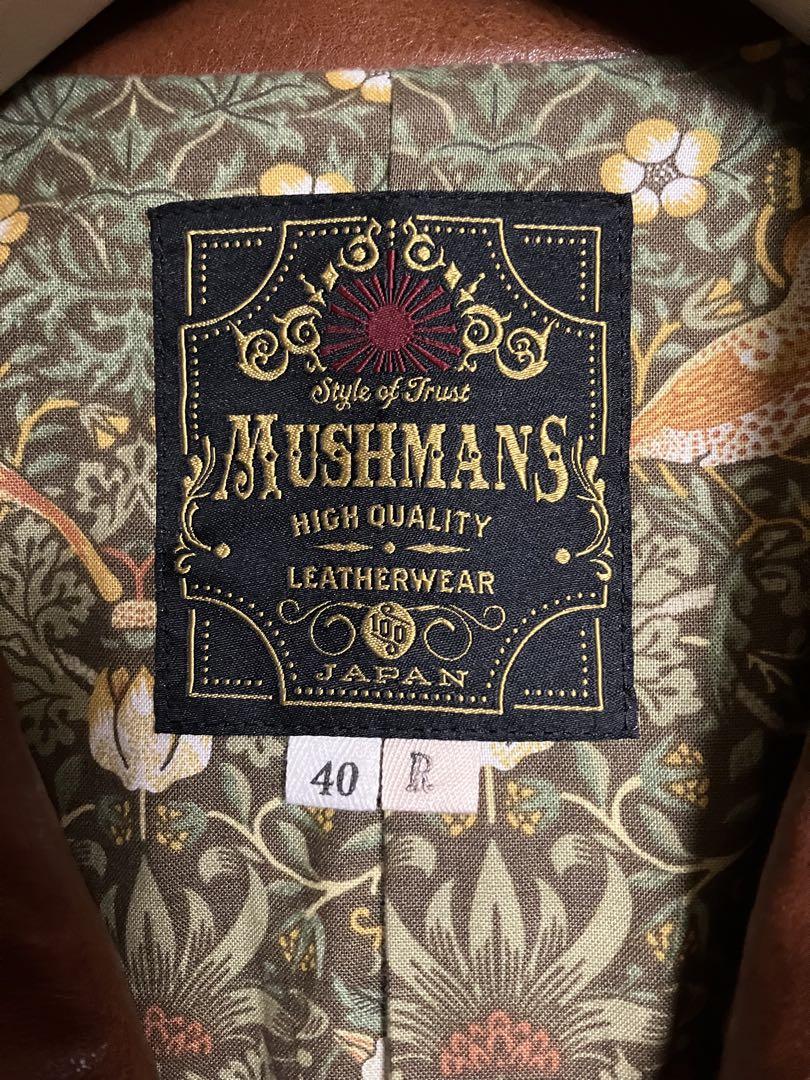 Style of Trust
MUSHMANS
HIGH QUALITY
LEATHERWEAR
100
JAPAN
40 R